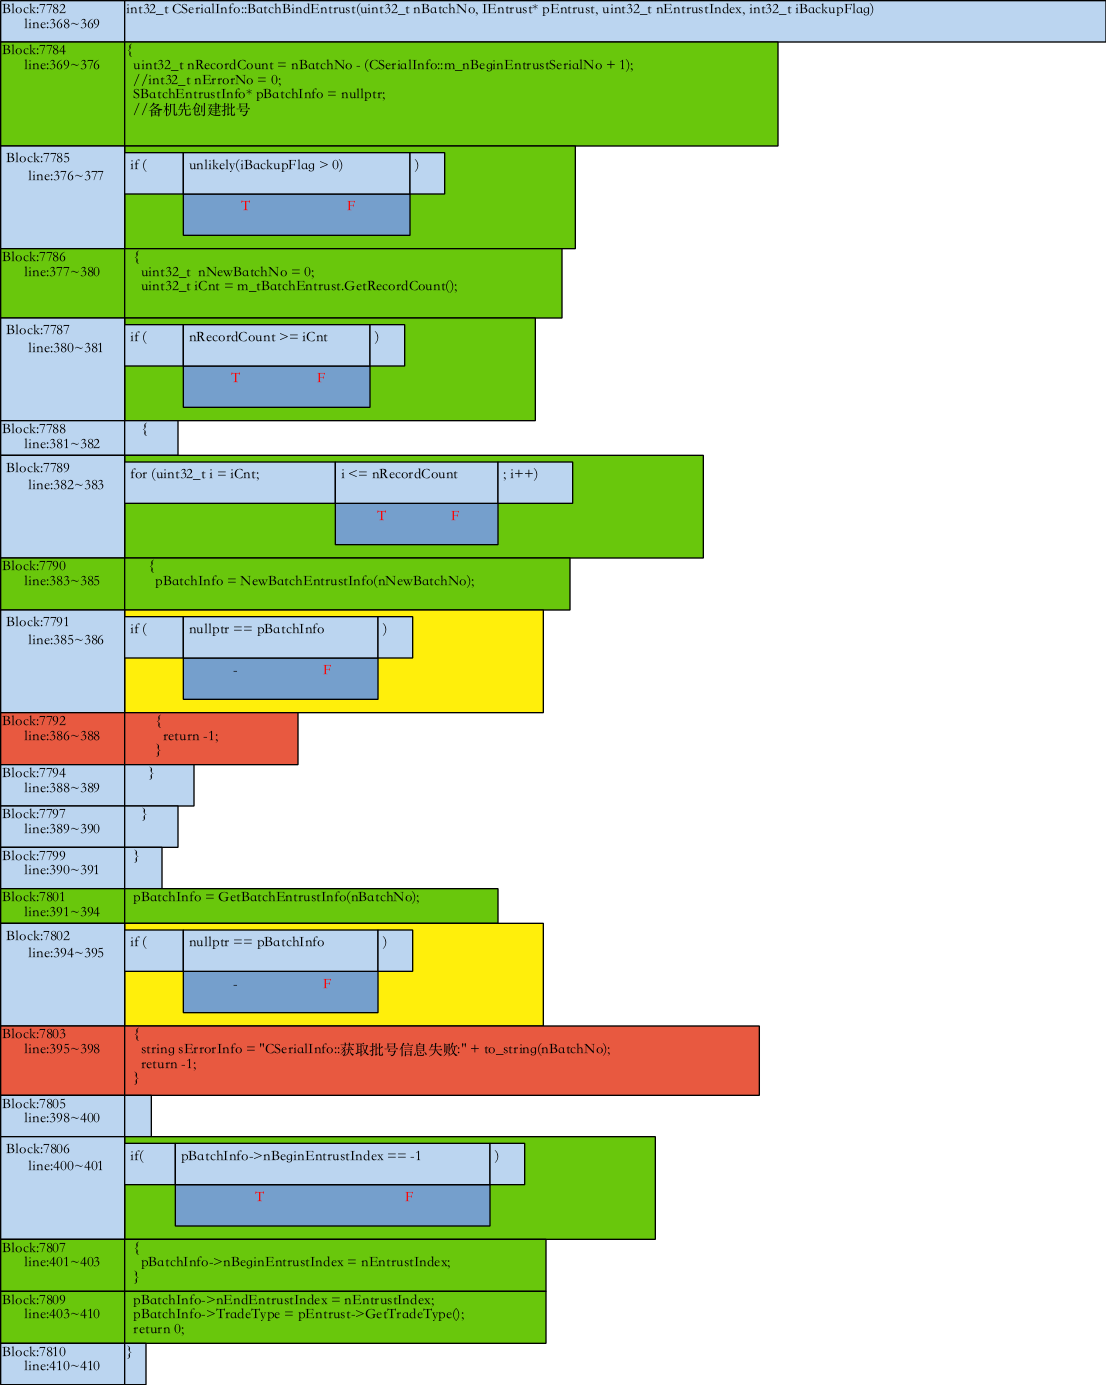 Block:7782
line:368~369
int32_t CSerialInfo::BatchBindEntrust(uint32_t nBatchNo, IEntrust* pEntrust, uint32_t nEntrustIndex, int32_t iBackupFlag)
Block:7784
line:369~376
{
uint32_t nRecordCount = nBatchNo - (CSerialInfo::m_nBeginEntrustSerialNo + 1);
//int32_t nErrorNo = 0;
SBatchEntrustInfo* pBatchInfo = nullptr;
//备机先创建批号
Block:7785
line:376~377
if ( unlikely(iBackupFlag > 0) )
T F
Block:7786
line:377~380
{
uint32_t  nNewBatchNo = 0;
uint32_t iCnt = m_tBatchEntrust.GetRecordCount();
Block:7787
line:380~381
if ( nRecordCount >= iCnt )
T F
Block:7788
line:381~382
{
Block:7789
line:382~383
for (uint32_t i = iCnt; i <= nRecordCount ; i++)
T F
Block:7790
line:383~385
{
pBatchInfo = NewBatchEntrustInfo(nNewBatchNo);
Block:7791
line:385~386
if ( nullptr == pBatchInfo )
- F
Block:7792
line:386~388
{
return -1;
}
Block:7794
line:388~389
}
Block:7797
line:389~390
}
Block:7799
line:390~391
}
Block:7801
line:391~394
pBatchInfo = GetBatchEntrustInfo(nBatchNo);
Block:7802
line:394~395
if ( nullptr == pBatchInfo )
- F
Block:7803
line:395~398
{
string sErrorInfo = "CSerialInfo::获取批号信息失败:" + to_string(nBatchNo);
return -1;
}
Block:7805
line:398~400
Block:7806
line:400~401
if( pBatchInfo->nBeginEntrustIndex == -1 )
T F
Block:7807
line:401~403
{
pBatchInfo->nBeginEntrustIndex = nEntrustIndex;
}
Block:7809
line:403~410
pBatchInfo->nEndEntrustIndex = nEntrustIndex;
pBatchInfo->TradeType = pEntrust->GetTradeType();
return 0;
Block:7810
line:410~410
}